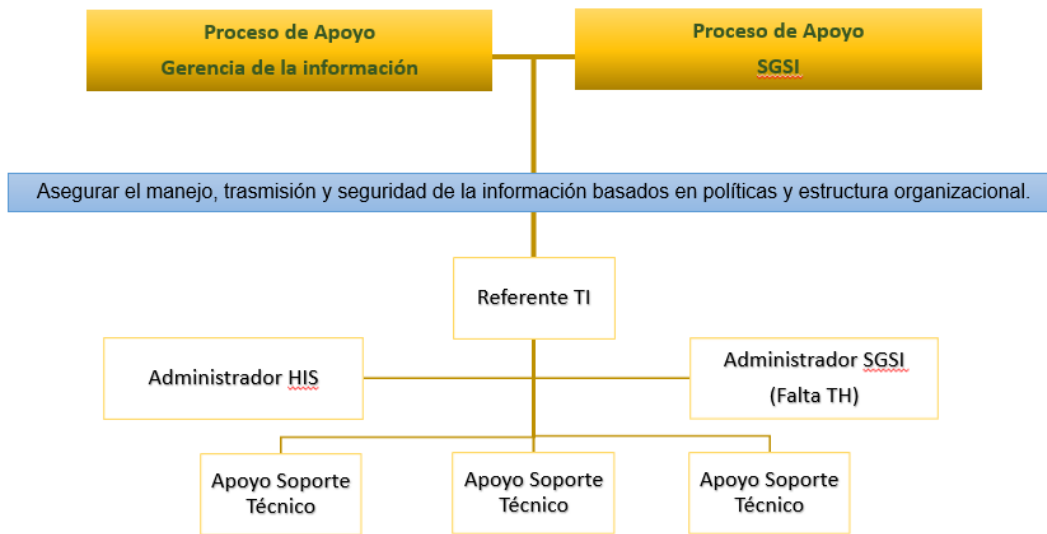 Proceso de Apoyo
Gerencia de la información
Proceso de Apoyo
SGSI
Asegurar el manejo, trasmisión y seguridad de la información basados en políticas y estructura organizacional.
Referente TI
Administrador HIS
Administrador SGSI
(Falta TH)
Apoyo Soporte
Técnico
Apoyo Soporte
Técnico
Apoyo Soporte
Técnico